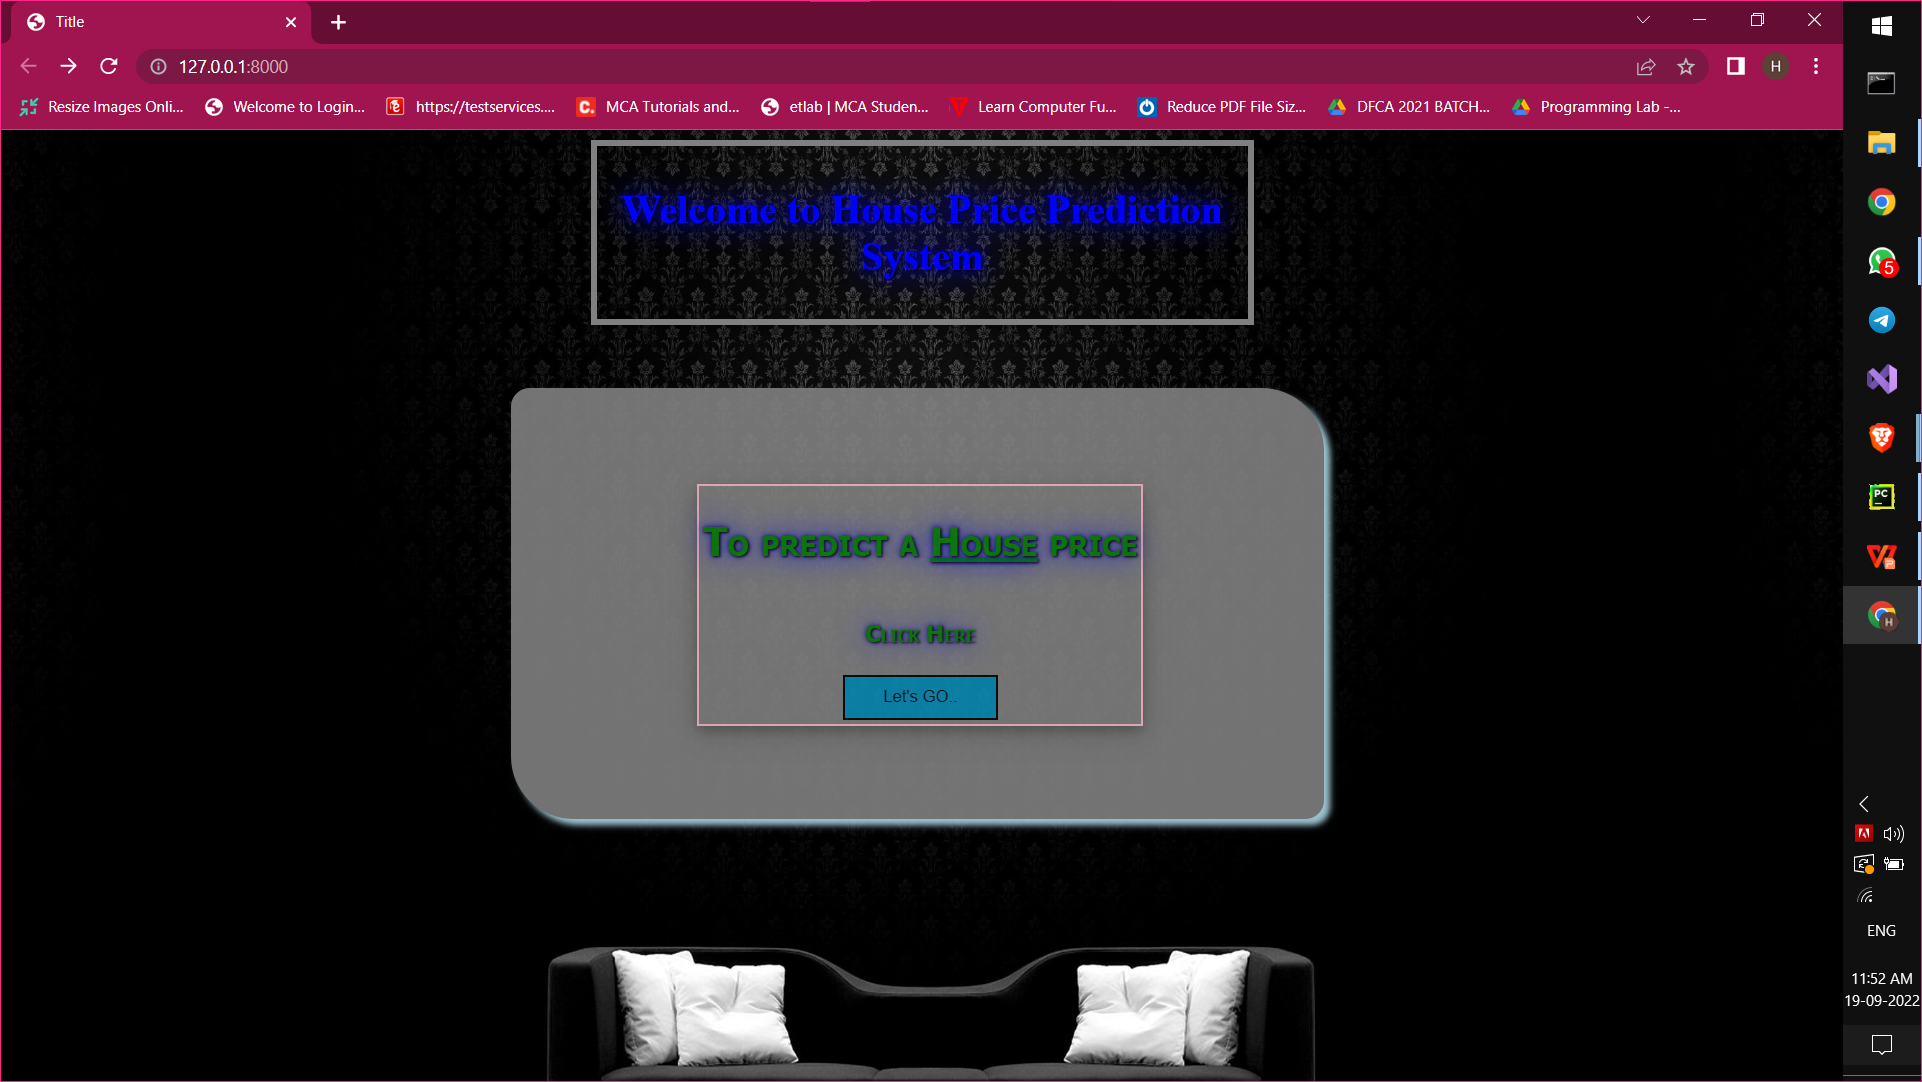 Title
127.0.0.1:8000
H
Resize Images Onli...
Welcome to Login...
https://testservices....
MCA Tutorials and...
etlab | MCA Studen...
Learn Computer Fu...
Reduce PDF File Siz...
DFCA 2021 BATCH...
Programming Lab -...
Welcome to House Price Prediction
System
To predict a House price
Click Here
Let's GO..
5
PC
H
ENG
11:52 AM
19-09-2022